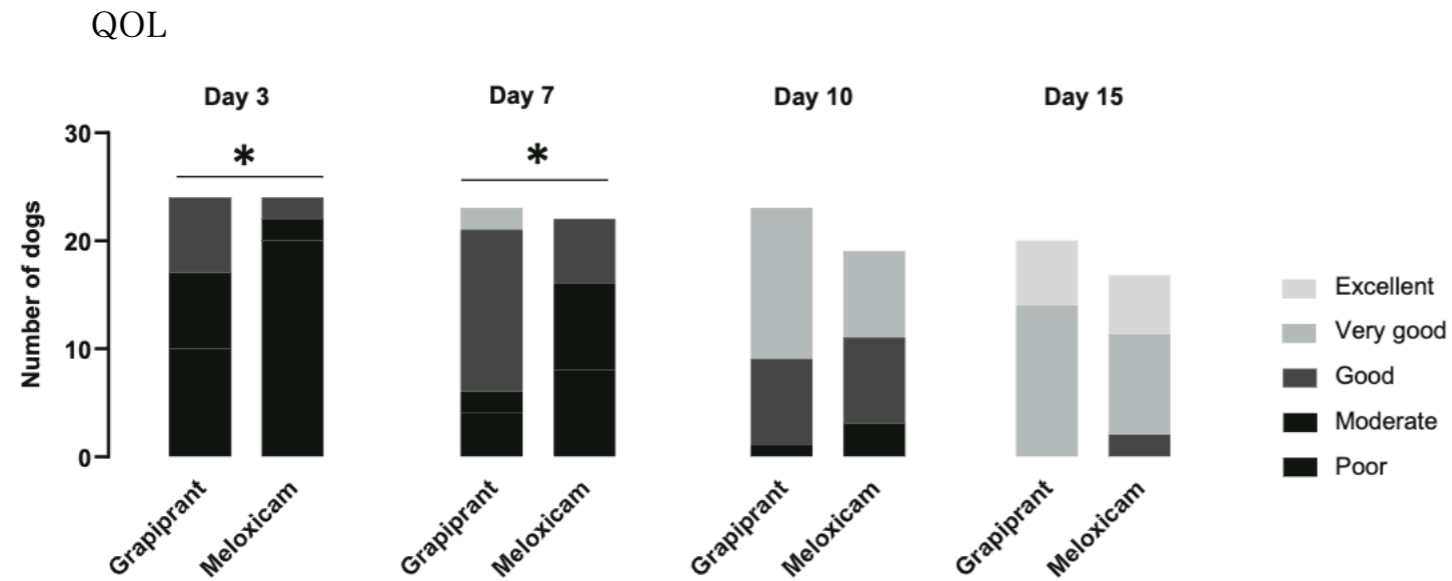 QOL
Day 3
Day 7
Day 10
Day 15
*
*
Number of dogs
30
20
10
0
Grapiprant
Meloxicam
Grapiprant
Meloxicam
Grapiprant
Meloxicam
Grapiprant
Meloxicam
Excellent
Very good
Good
Moderate
Poor